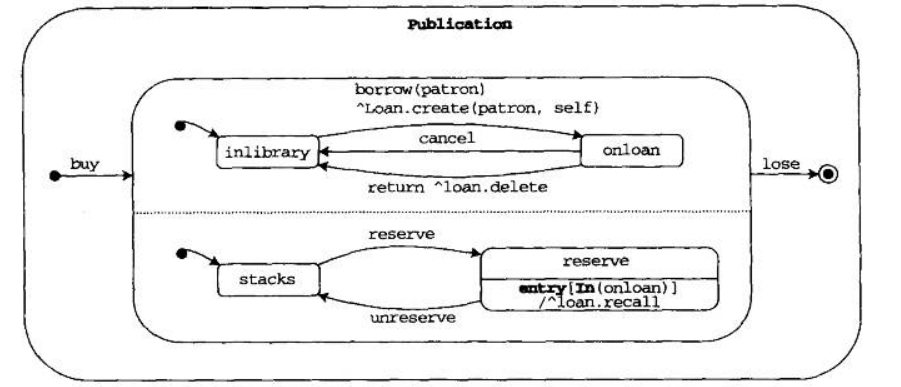 Publication
borrow(patron)
^Loan.create(patron, self)
cancel
inlibrary
onloan
buy
lose
return ^loan.delete
reserve
reserve
stacks
entry[In(onloan)]
/^loan.recall
unreserve